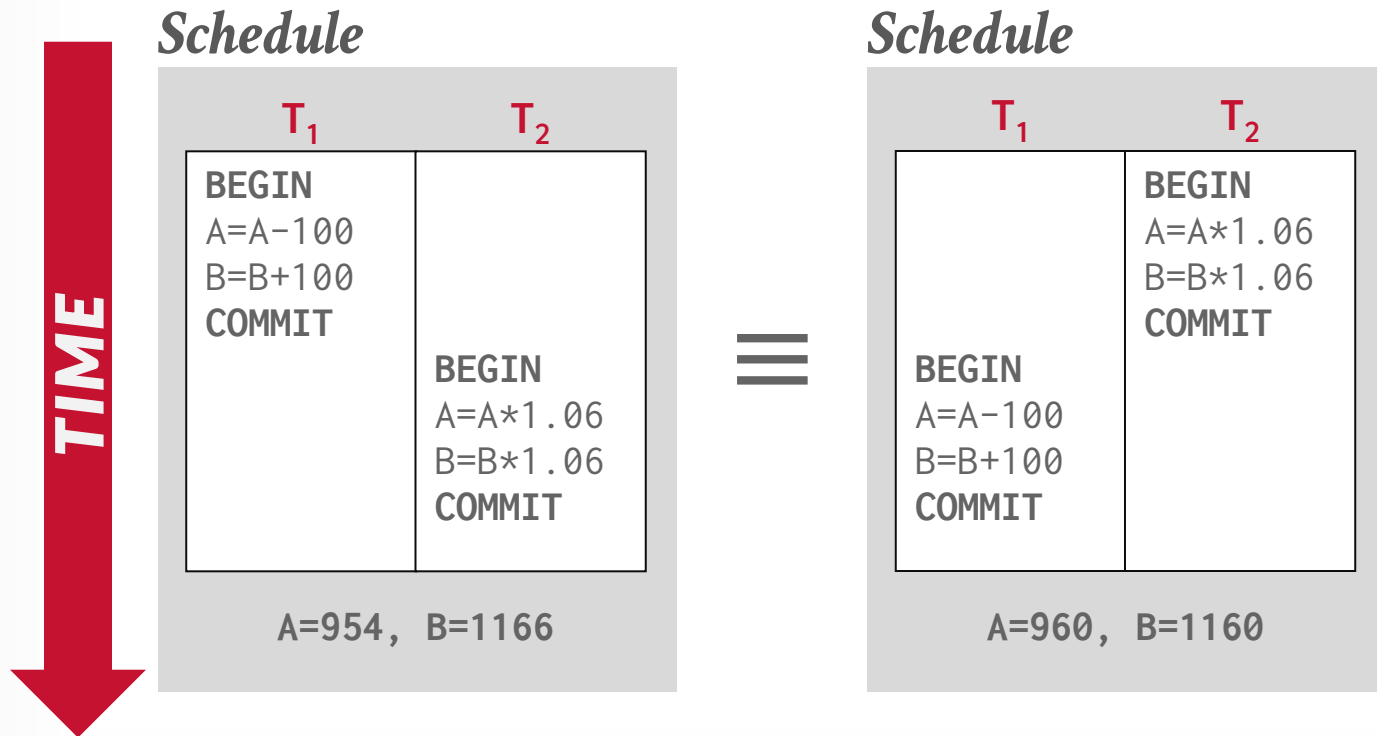 TIME
Schedule
T₁ T₂
BEGIN
A=A-100
B=B+100
COMMIT
BEGIN
A=A*1.06
B=B*1.06
COMMIT
A=954, B=1166
≡
Schedule
T₁ T₂
BEGIN
A=A*1.06
B=B*1.06
COMMIT
BEGIN
A=A-100
B=B+100
COMMIT
A=960, B=1160